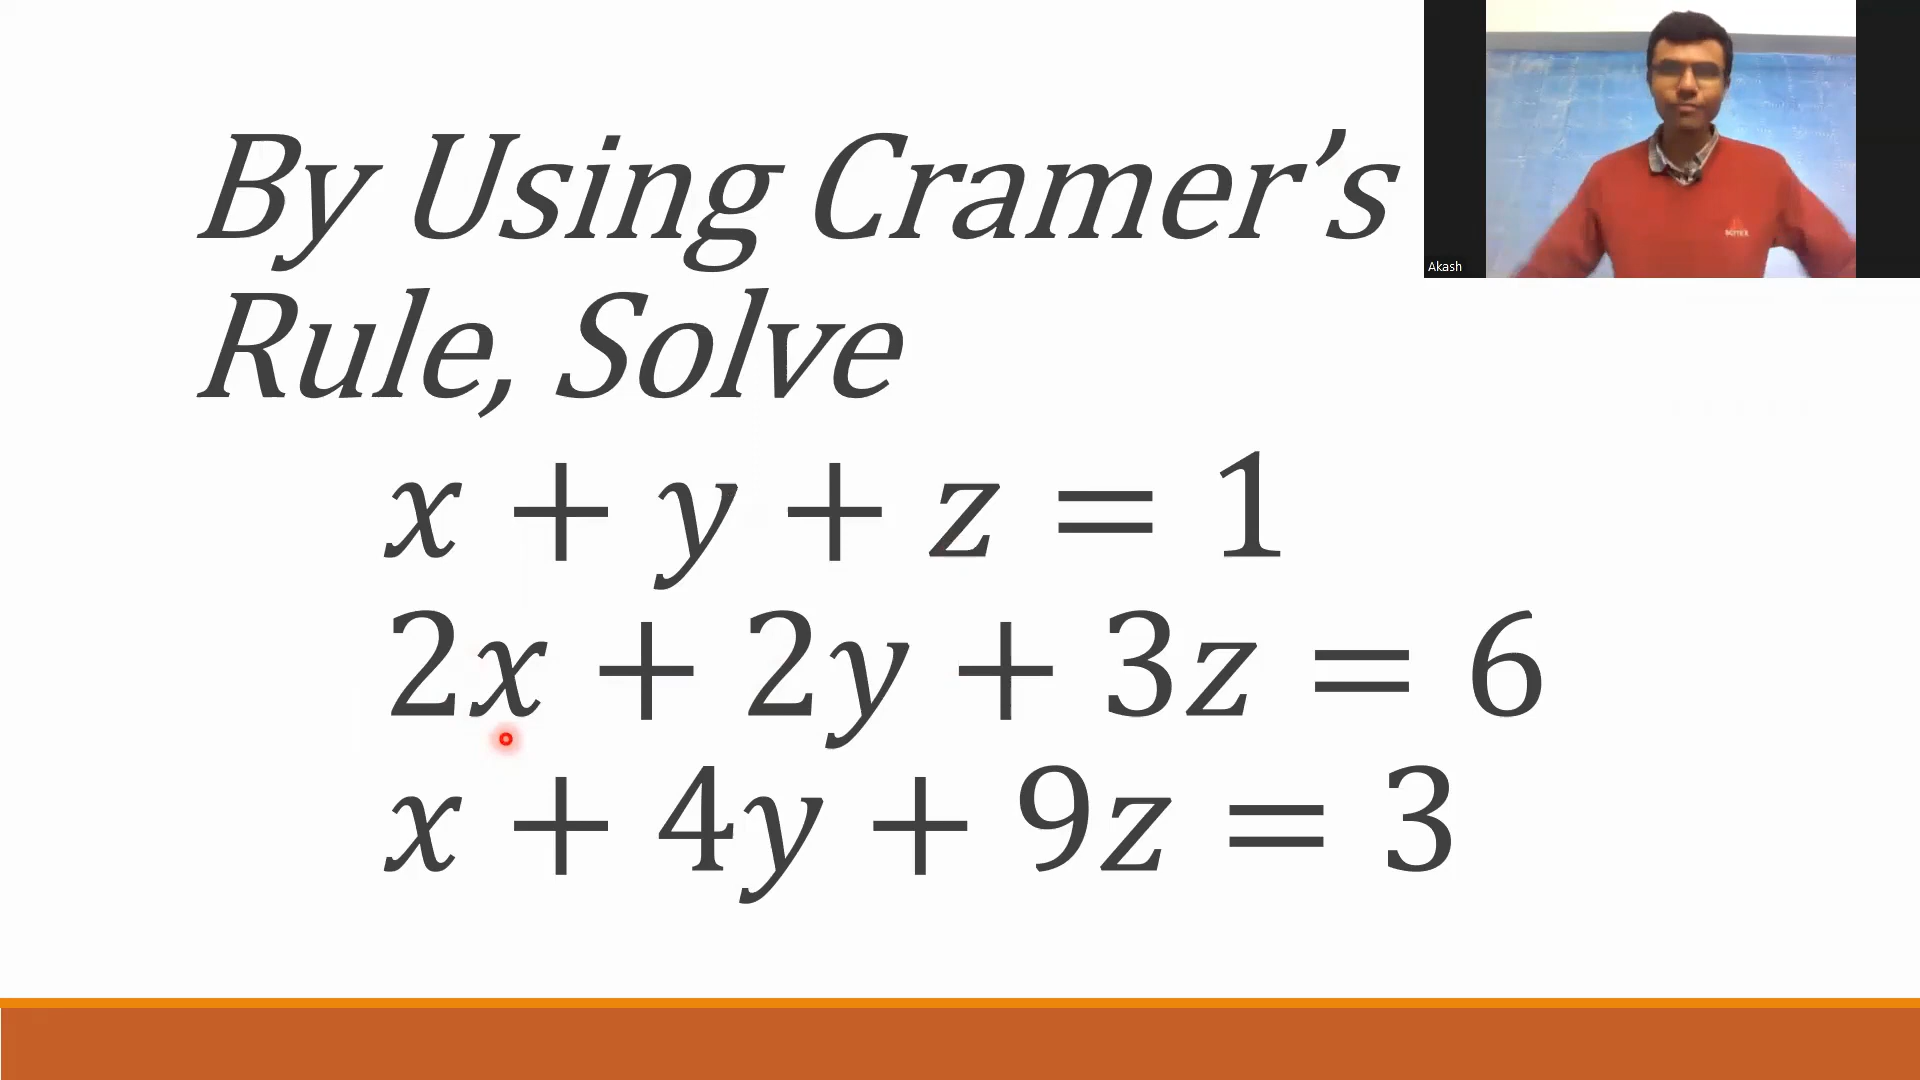 By Using Cramer’s
Rule, Solve
x + y + z = 1
2x + 2y + 3z = 6
x + 4y + 9z = 3
Akash